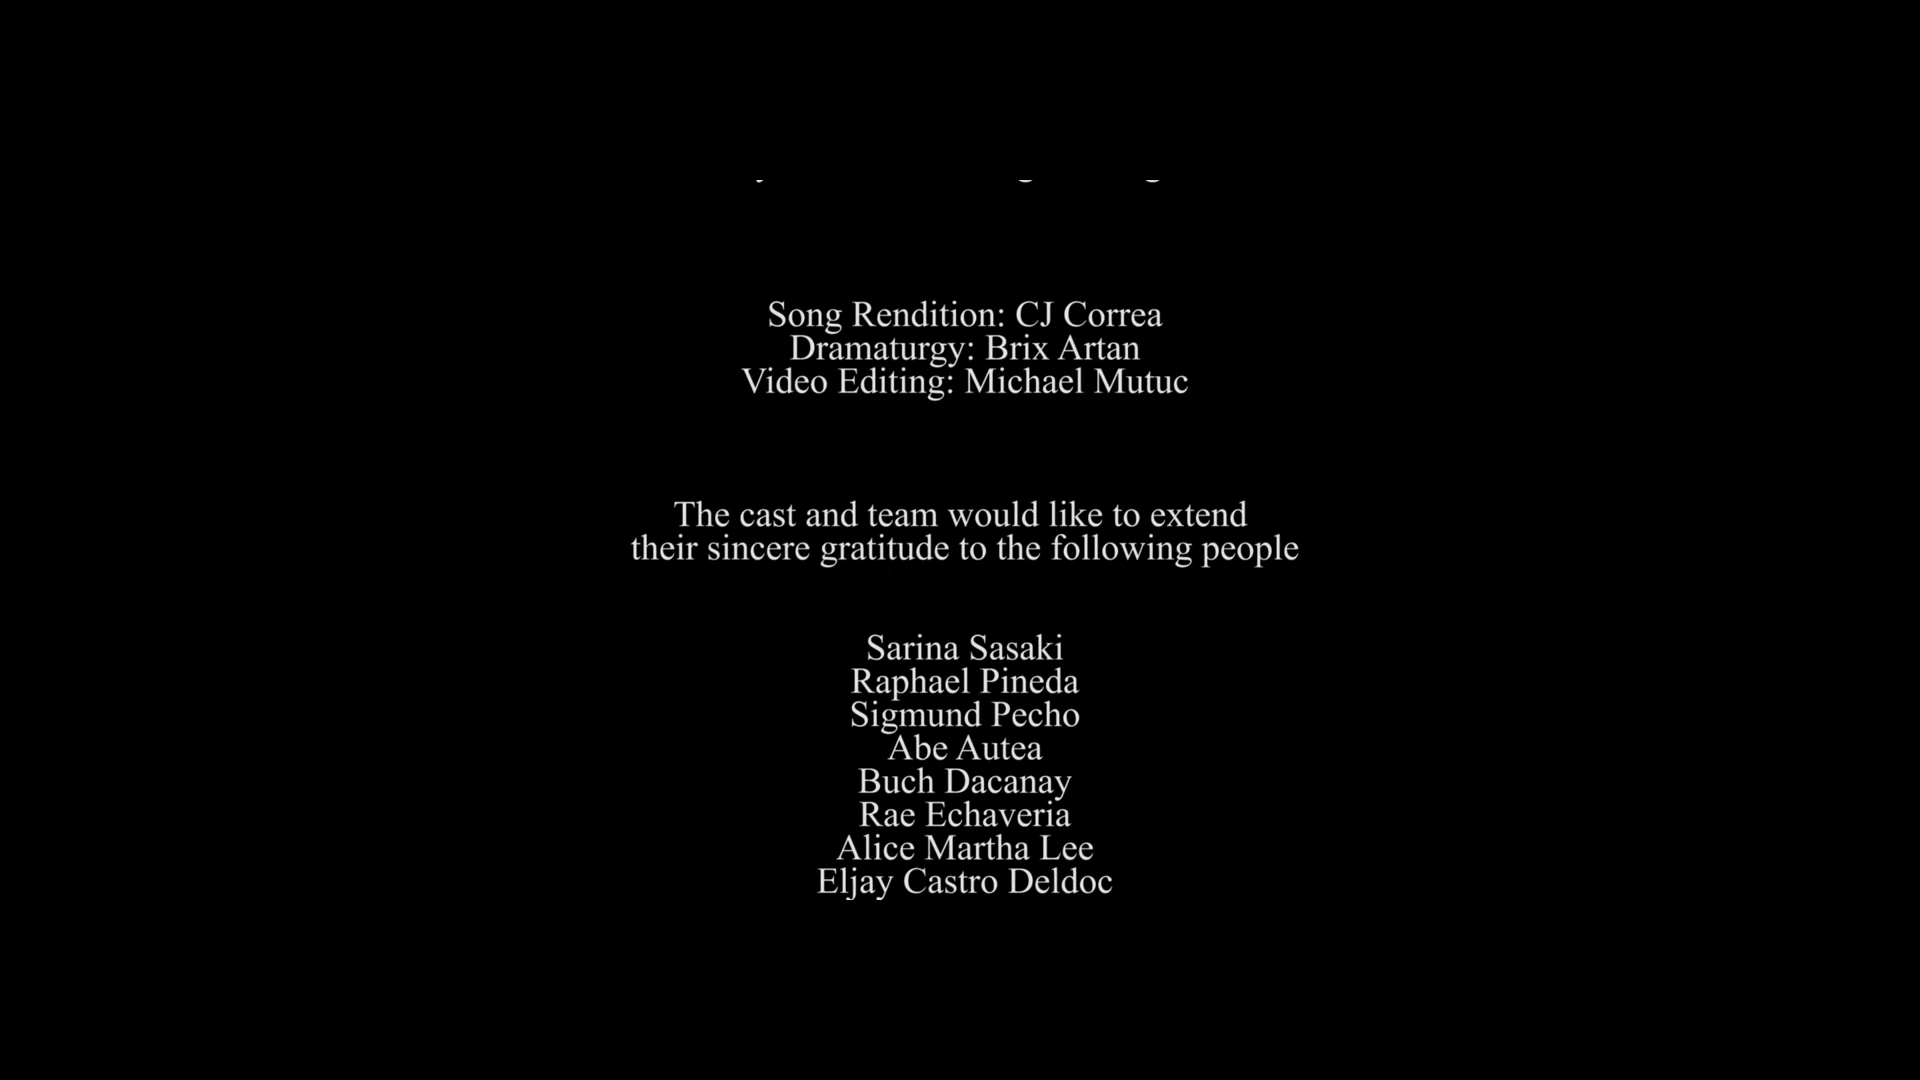 Song Rendition: CJ Correa
Dramaturgy: Brix Artan
Video Editing: Michael Mutuc
The cast and team would like to extend
their sincere gratitude to the following people
Sarina Sasaki
Raphael Pineda
Sigmund Pecho
Abe Autea
Buch Dacanay
Rae Echaveria
Alice Martha Lee
Eljay Castro Deldoc